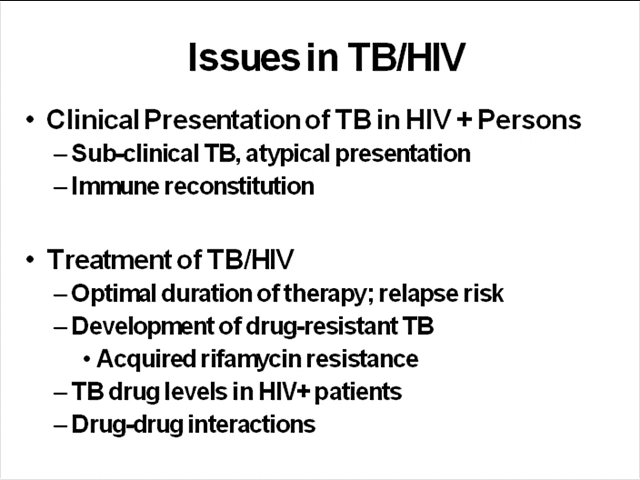 Issues in TB/HIV
• Clinical Presentation of TB in HIV + Persons
– Sub-clinical TB, atypical presentation
– Immune reconstitution
• Treatment of TB/HIV
– Optimal duration of therapy; relapse risk
– Development of drug-resistant TB
• Acquired rifamycin resistance
– TB drug levels in HIV+ patients
– Drug-drug interactions